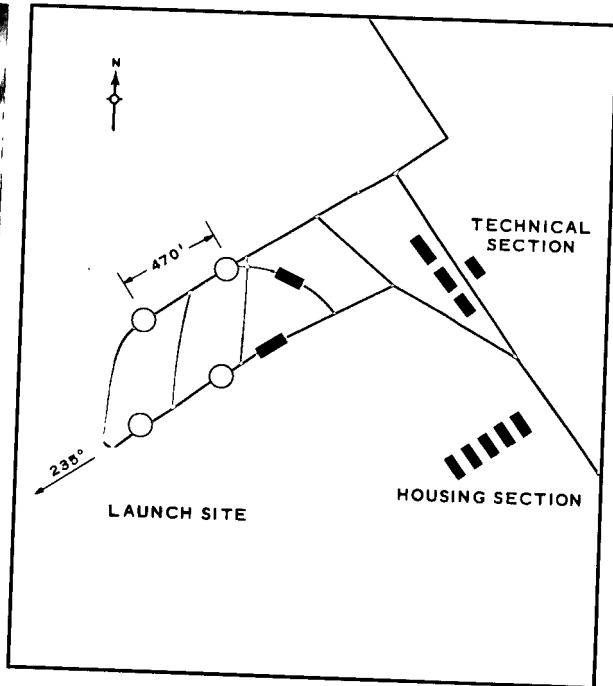 N
TECHNICAL
SECTION
470'
235°
HOUSING SECTION
LAUNCH SITE